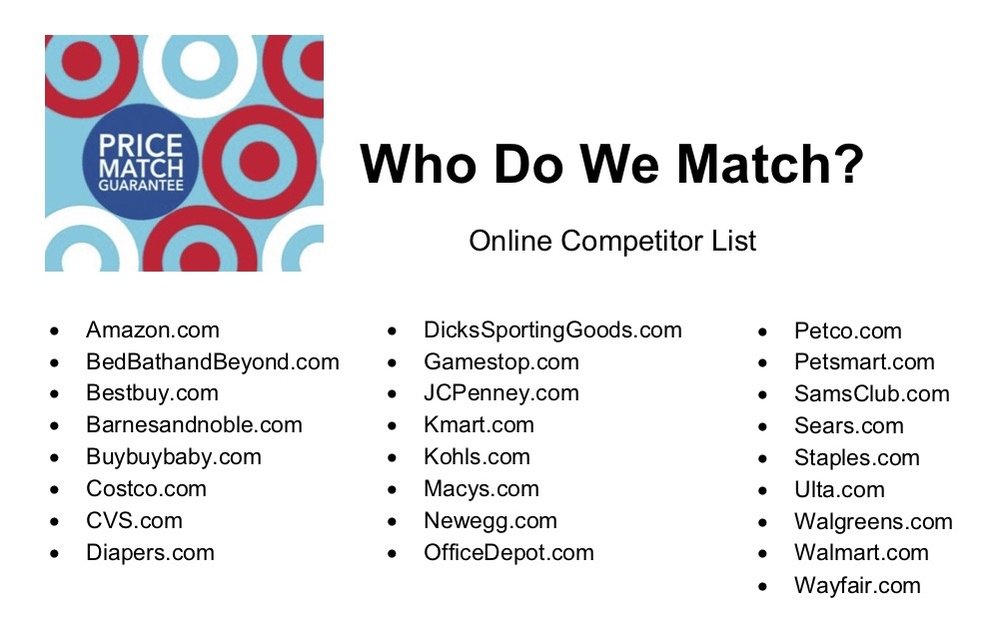 PRICE
MATCH
GUARANTEE
Who Do We Match?
Online Competitor List
• Amazon.com
• BedBathandBeyond.com
• Bestbuy.com
• Barnesandnoble.com
• Buybuybaby.com
• Costco.com
• CVS.com
• Diapers.com
• DicksSportingGoods.com
• Gamestop.com
• JCPenney.com
• Kmart.com
• Kohls.com
• Macys.com
• Newegg.com
• OfficeDepot.com
• Petco.com
• Petsmart.com
• SamsClub.com
• Sears.com
• Staples.com
• Ulta.com
• Walgreens.com
• Walmart.com
• Wayfair.com